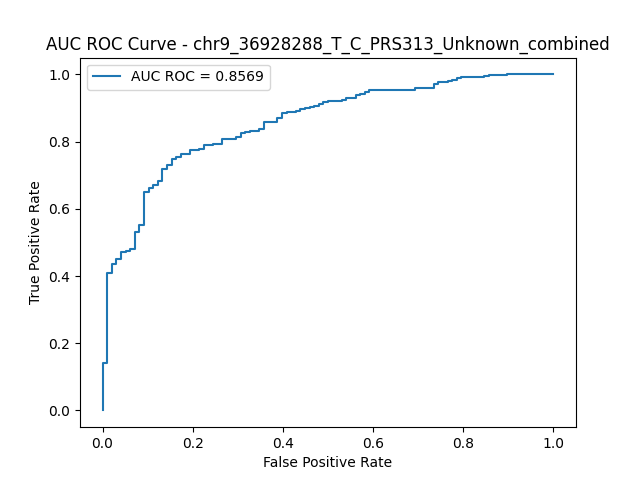 AUC ROC Curve - chr9_36928288_T_C_PRS313_Unknown_combined
AUC ROC = 0.8569
True Positive Rate
1.0
0.8
0.6
0.4
0.2
0.0
0.0 0.2 0.4 0.6 0.8 1.0
False Positive Rate